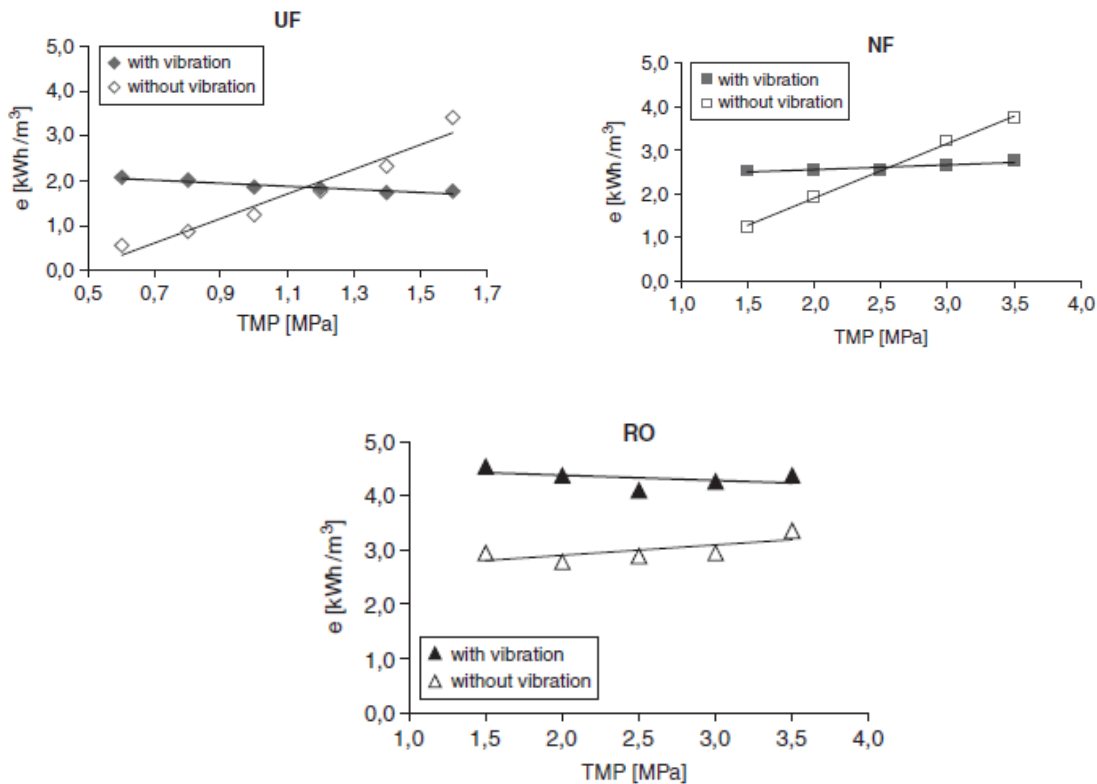 UF
5,0
4,0
3,0
2,0
1,0
0,0
e [kWh/m³]
with vibration
without vibration
0,5 0,7 0,9 1,1 1,3 1,5 1,7
TMP [MPa]
NF
5,0
4,0
3,0
2,0
1,0
0,0
e [kWh/m³]
with vibration
without vibration
1,0 1,5 2,0 2,5 3,0 3,5 4,0
TMP [MPa]
RO
5,0
4,0
3,0
2,0
1,0
0,0
e [kWh/m³]
with vibration
without vibration
1,0 1,5 2,0 2,5 3,0 3,5 4,0
TMP [MPa]